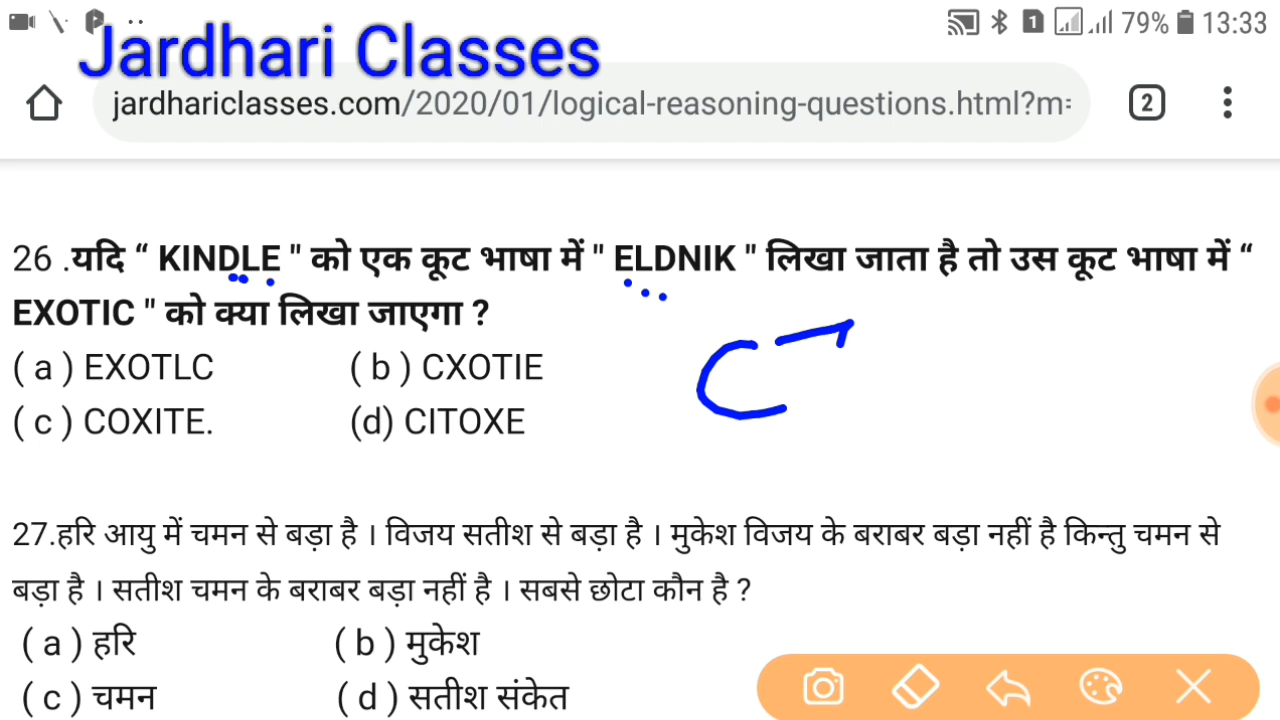 Jardhari Classes
1 79% 13:33
jardhariclasses.com/2020/01/logical-reasoning-questions.html?m=
2
26 .यदि “ KINDLE " को एक कूट भाषा में " ELDNIK " लिखा जाता है तो उस कूट भाषा में “
EXOTIC " को क्या लिखा जाएगा ?
( a ) EXOTLC ( b ) CXOTIE
( c ) COXITE. (d) CITOXE
C
27.हरि आयु में चमन से बड़ा है । विजय सतीश से बड़ा है । मुकेश विजय के बराबर बड़ा नहीं है किन्तु चमन से
बड़ा है । सतीश चमन के बराबर बड़ा नहीं है । सबसे छोटा कौन है ?
( a ) हरि ( b ) मुकेश
( c ) चमन ( d ) सतीश संकेत